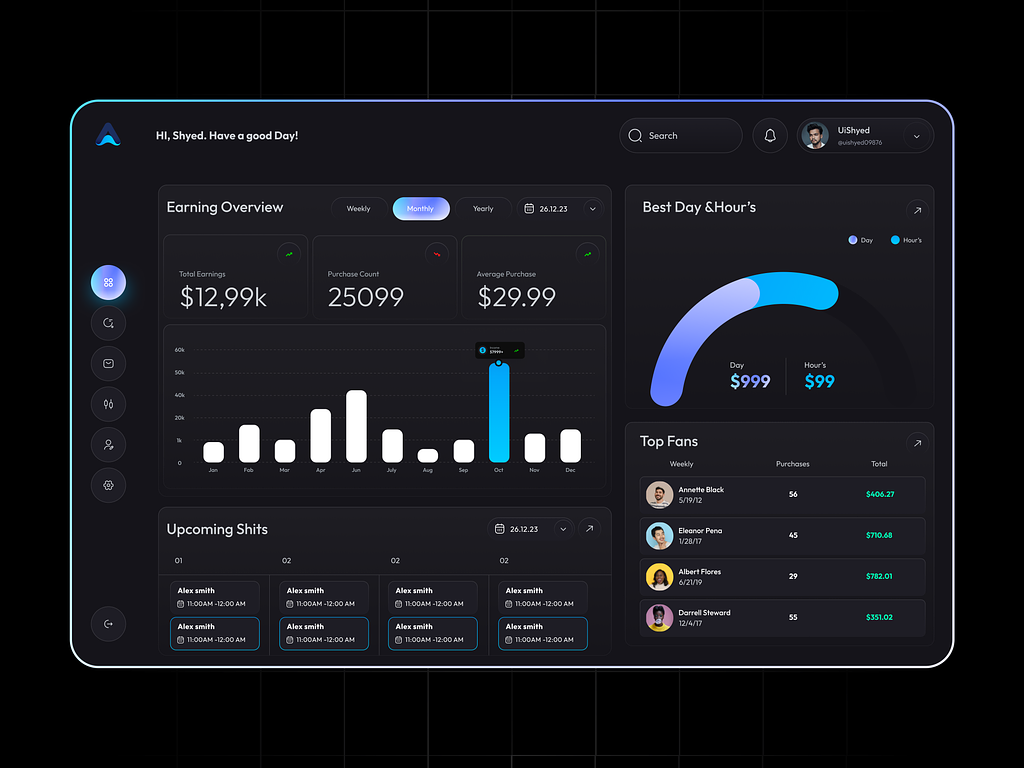 HI, Shyed. Have a good Day!
Search
UiShyed
@uishyed09876
Earning Overview
Weekly
Monthly
Yearly
26.12.23
Total Earnings
$12,99k
Purchase Count
25099
Average Purchase
$29.99
60k
50k
40k
20k
1k
0
$7999+
Jan
Fab
Mar
Apr
Jun
July
Aug
Sep
Oct
Nov
Dec
Best Day &Hour's
Day
Hour's
Day
$999
Hour's
$99
Upcoming Shits
26.12.23
01
02
02
02
Alex smith
11:00AM -12:00 AM
Alex smith
11:00AM -12:00 AM
Alex smith
11:00AM -12:00 AM
Alex smith
11:00AM -12:00 AM
Alex smith
11:00AM -12:00 AM
Alex smith
11:00AM -12:00 AM
Alex smith
11:00AM -12:00 AM
Alex smith
11:00AM -12:00 AM
Top Fans
Weekly Purchases Total
Annette Black
5/19/12
56
$406.27
Eleanor Pena
1/28/17
45
$710.68
Albert Flores
6/21/19
29
$782.01
Darrell Steward
12/4/17
55
$351.02